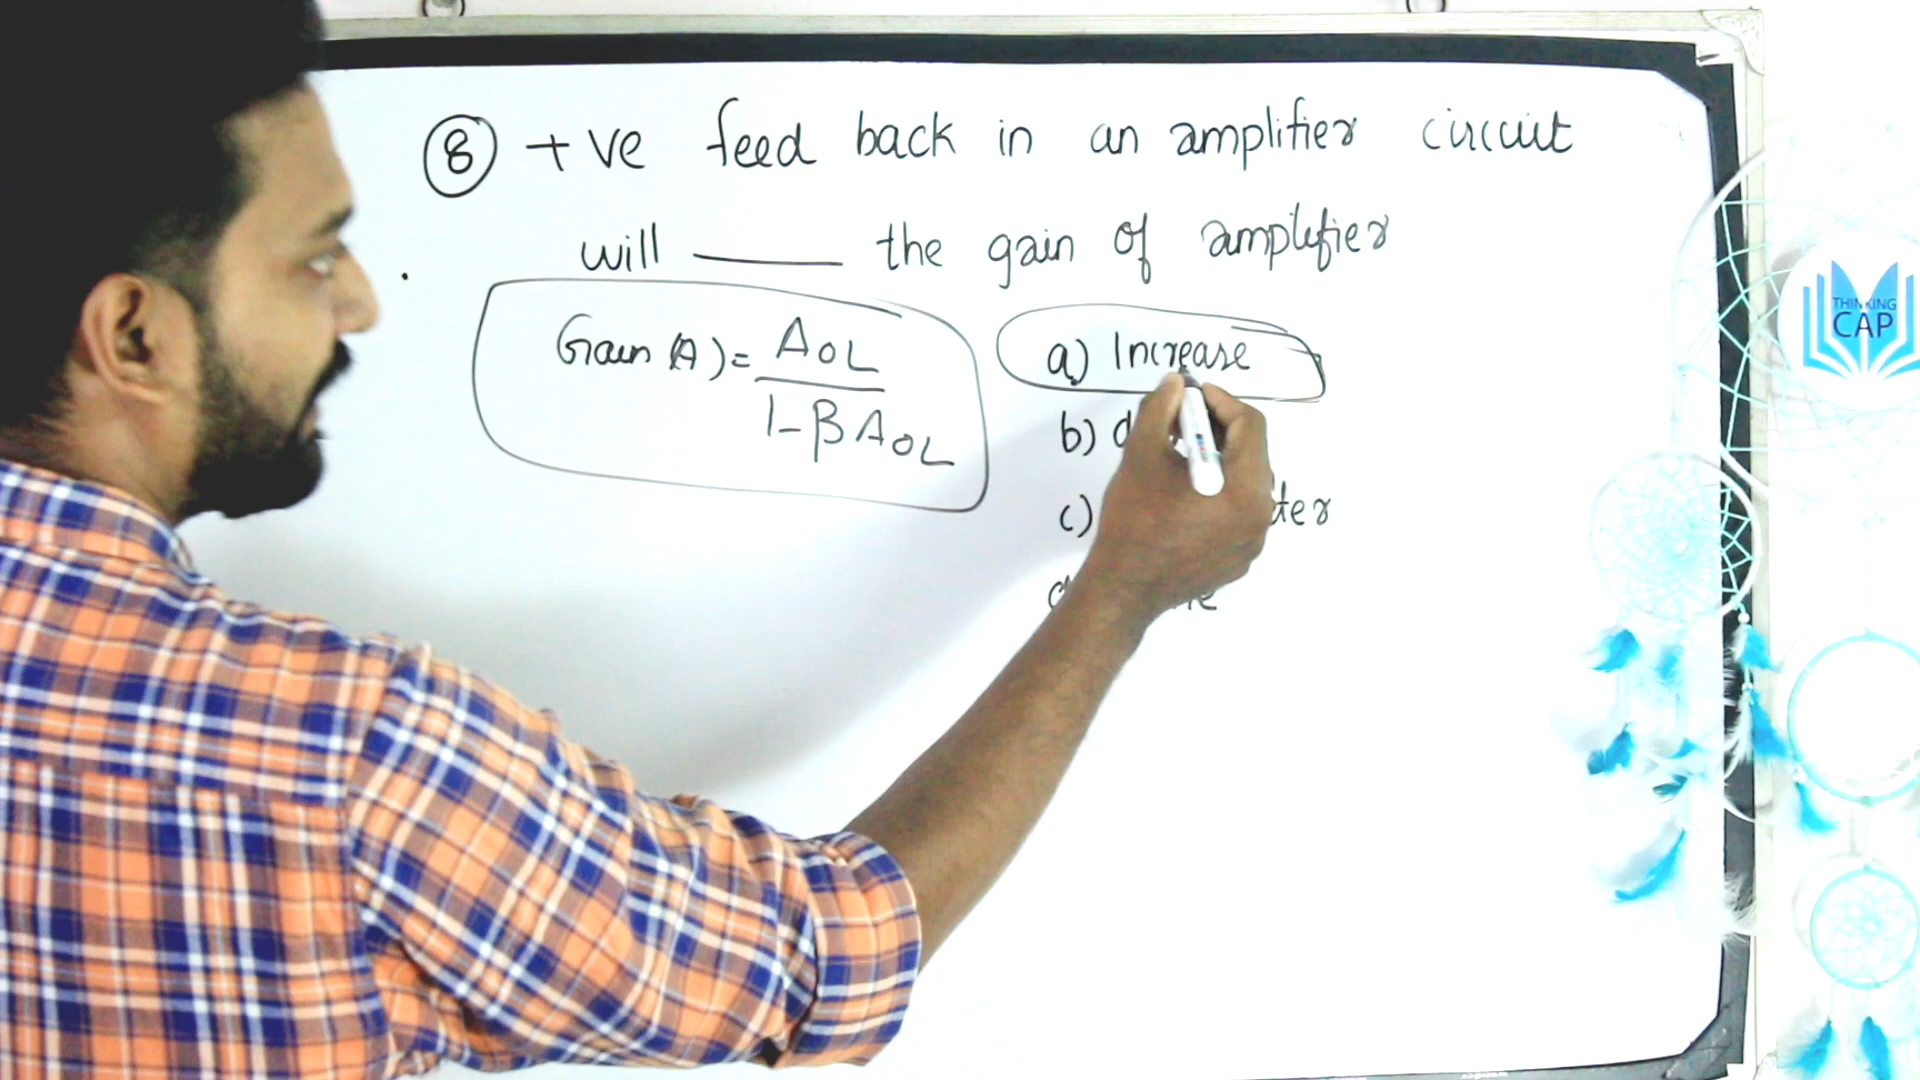 8 +ve feed back in an amplifier circuit
will ____ the gain of amplifier
Gain (A) = AOL
1-βAOL
a) Increase
b)
c)
THINKING
CAP